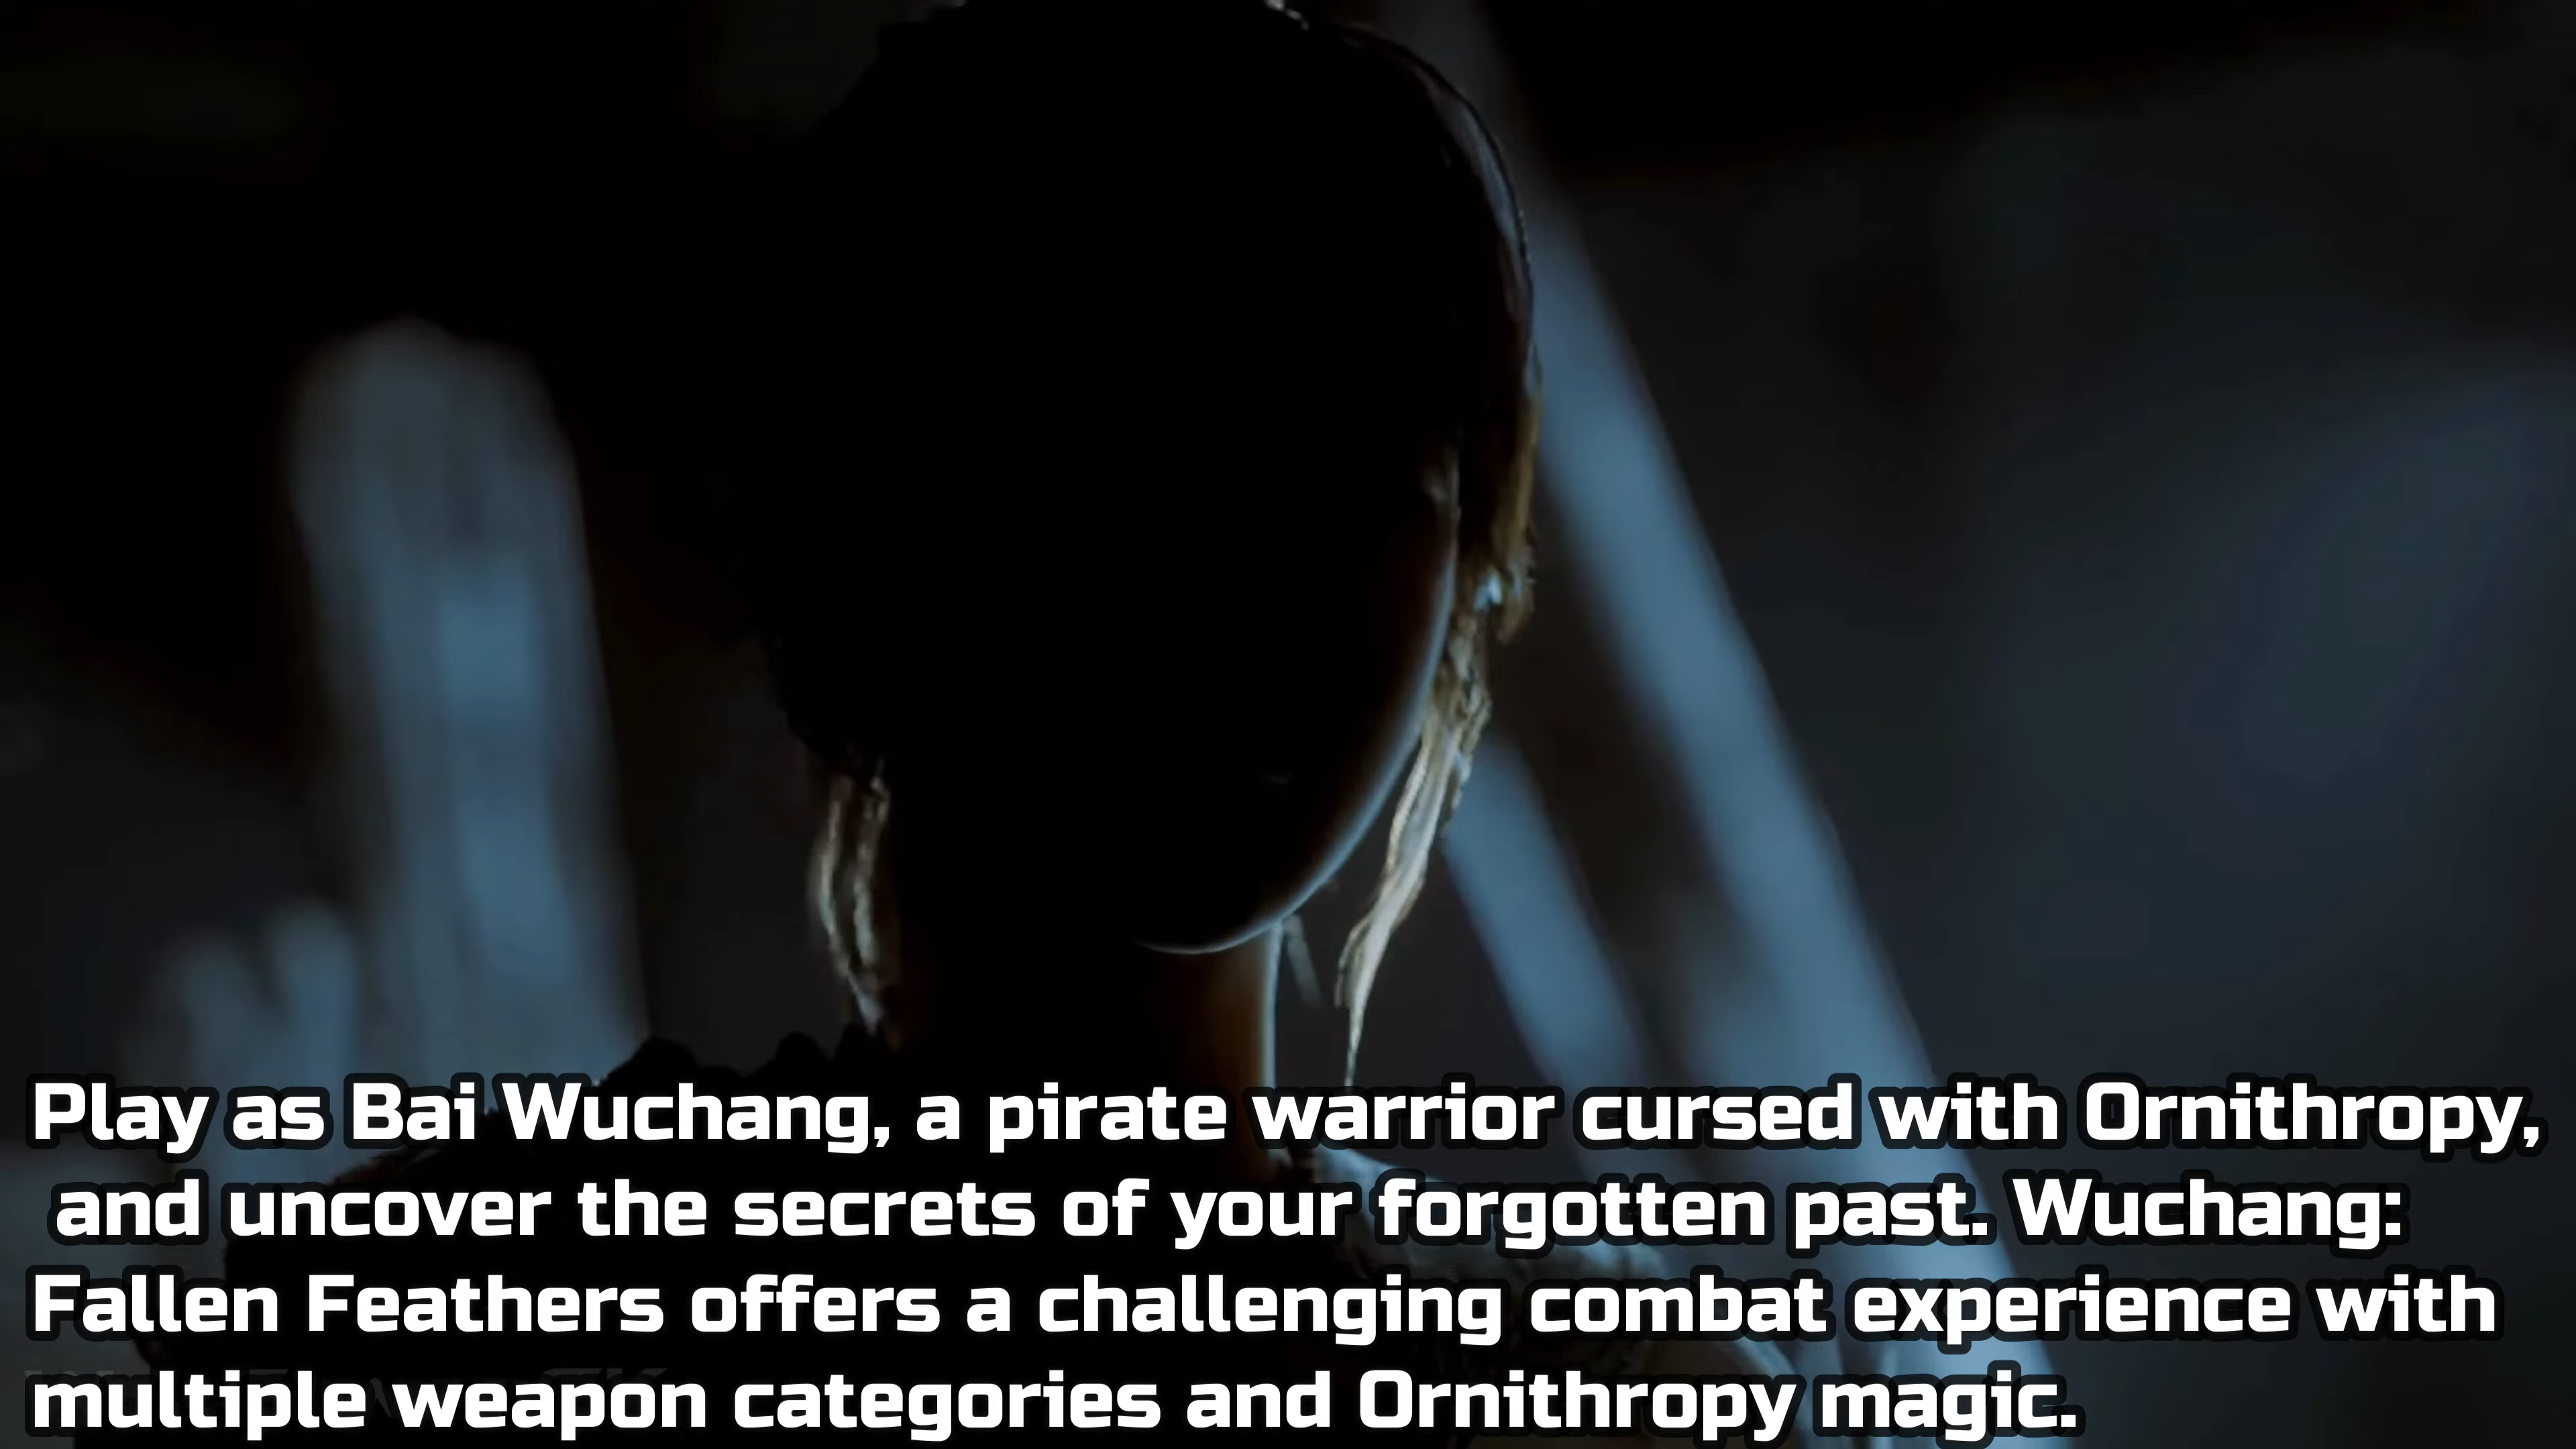 Play as Bai Wuchang, a pirate warrior cursed with Ornithropy,
and uncover the secrets of your forgotten past. Wuchang:
Fallen Feathers offers a challenging combat experience with
multiple weapon categories and Ornithropy magic.